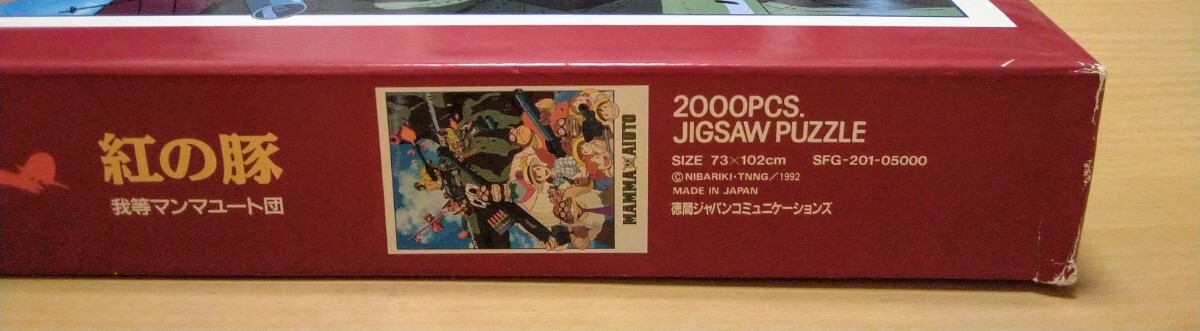 紅の豚
我等マンマユート団
MAMMA AIUTO
2000PCS.
JIGSAW PUZZLE
SIZE 73×102cm SFG-201-05000
©NIBARIKI・TNNG/1992
MADE IN JAPAN
徳間ジャパンコミュニケーションズ